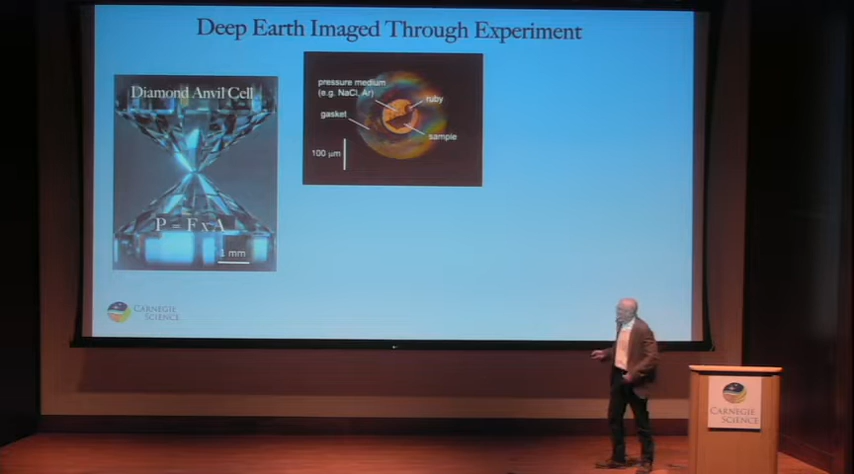 Deep Earth Imaged Through Experiment
Diamond Anvil Cell
P = F x A
1 mm
pressure medium
(e.g. NaCl, Ar)
ruby
gasket
sample
100 µm
CARNEGIE
SCIENCE
CARNEGIE
SCIENCE